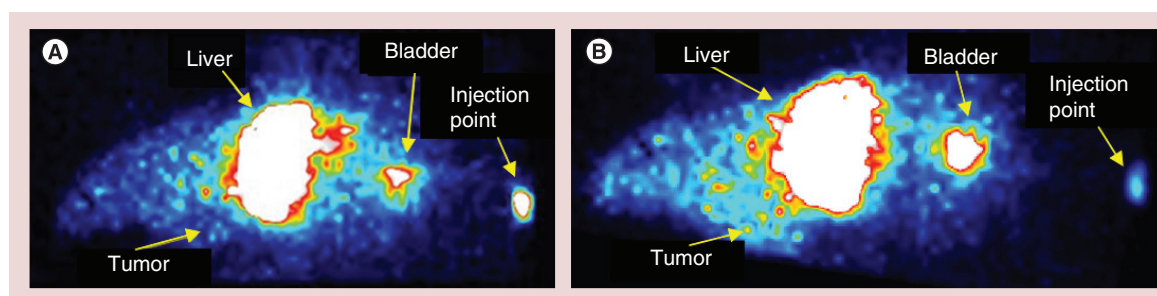 A
Liver
Bladder
Injection
point
Tumor
B
Liver
Bladder
Injection
point
Tumor